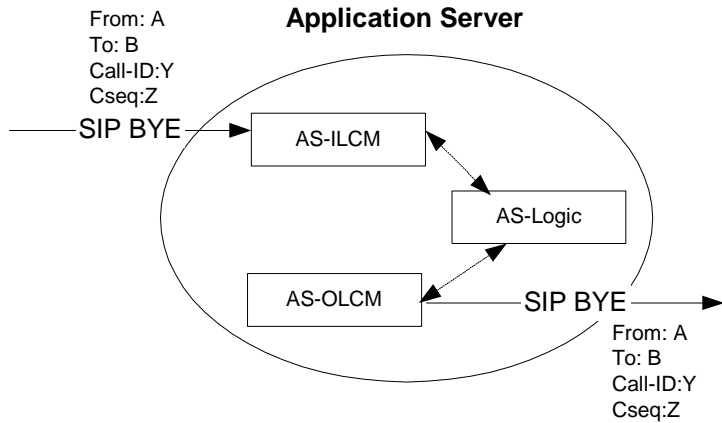 From: A
To: B
Call-ID:Y
Cseq:Z
Application Server
SIP BYE
AS-ILCM
AS-Logic
AS-OLCM
SIP BYE
From: A
To: B
Call-ID:Y
Cseq:Z